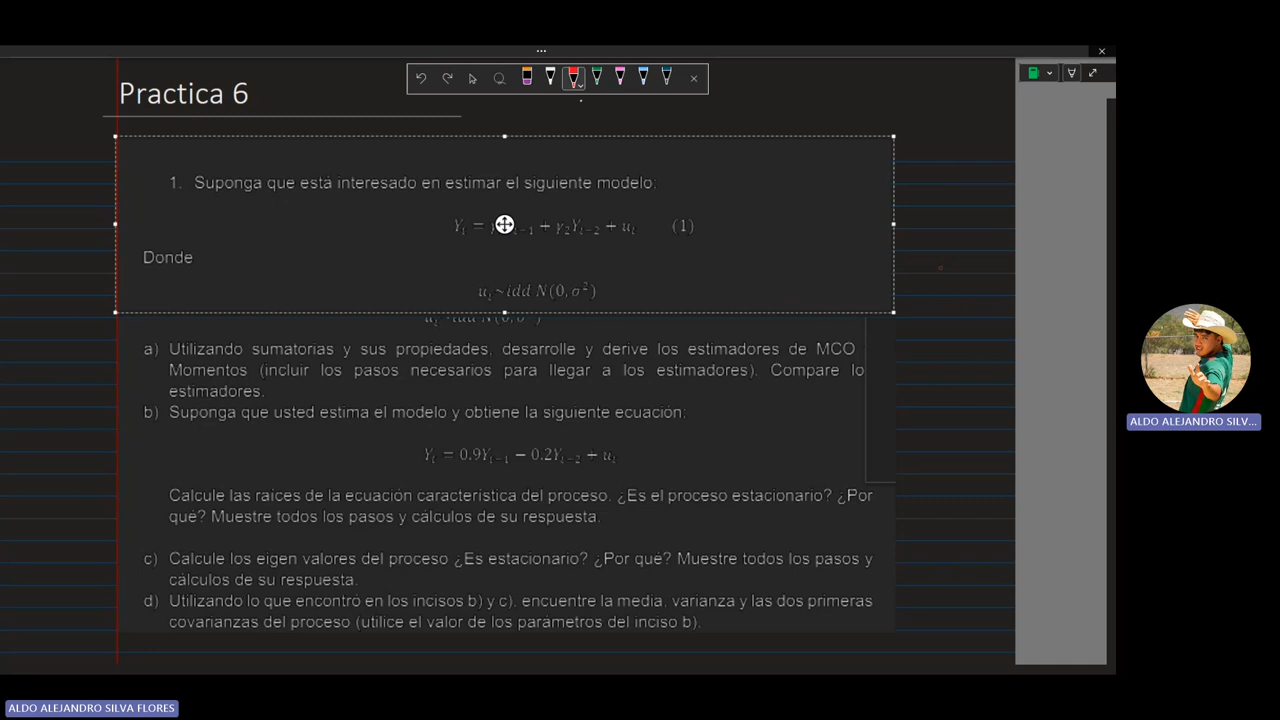 Practica 6
1. Suponga que está interesado en estimar el siguiente modelo:
Yₜ = Yₜ₋₁ + γ₂Yₜ₋₂ + uₜ (1)
Donde
uₜ~idd N(0, σ²)
a) Utilizando sumatorias y sus propiedades, desarrolle y derive los estimadores de MCO
Momentos (incluir los pasos necesarios para llegar a los estimadores). Compare lo
estimadores.
b) Suponga que usted estima el modelo y obtiene la siguiente ecuación:
Yₜ = 0.9Yₜ₋₁ − 0.2Yₜ₋₂ + uₜ
Calcule las raíces de la ecuación característica del proceso. ¿Es el proceso estacionario? ¿Por
qué? Muestre todos los pasos y cálculos de su respuesta.
c) Calcule los eigen valores del proceso ¿Es estacionario? ¿Por qué? Muestre todos los pasos y
cálculos de su respuesta.
d) Utilizando lo que encontró en los incisos b) y c), encuentre la media, varianza y las dos primeras
covarianzas del proceso (utilice el valor de los parámetros del inciso b).
ALDO ALEJANDRO SILV...
ALDO ALEJANDRO SILVA FLORES